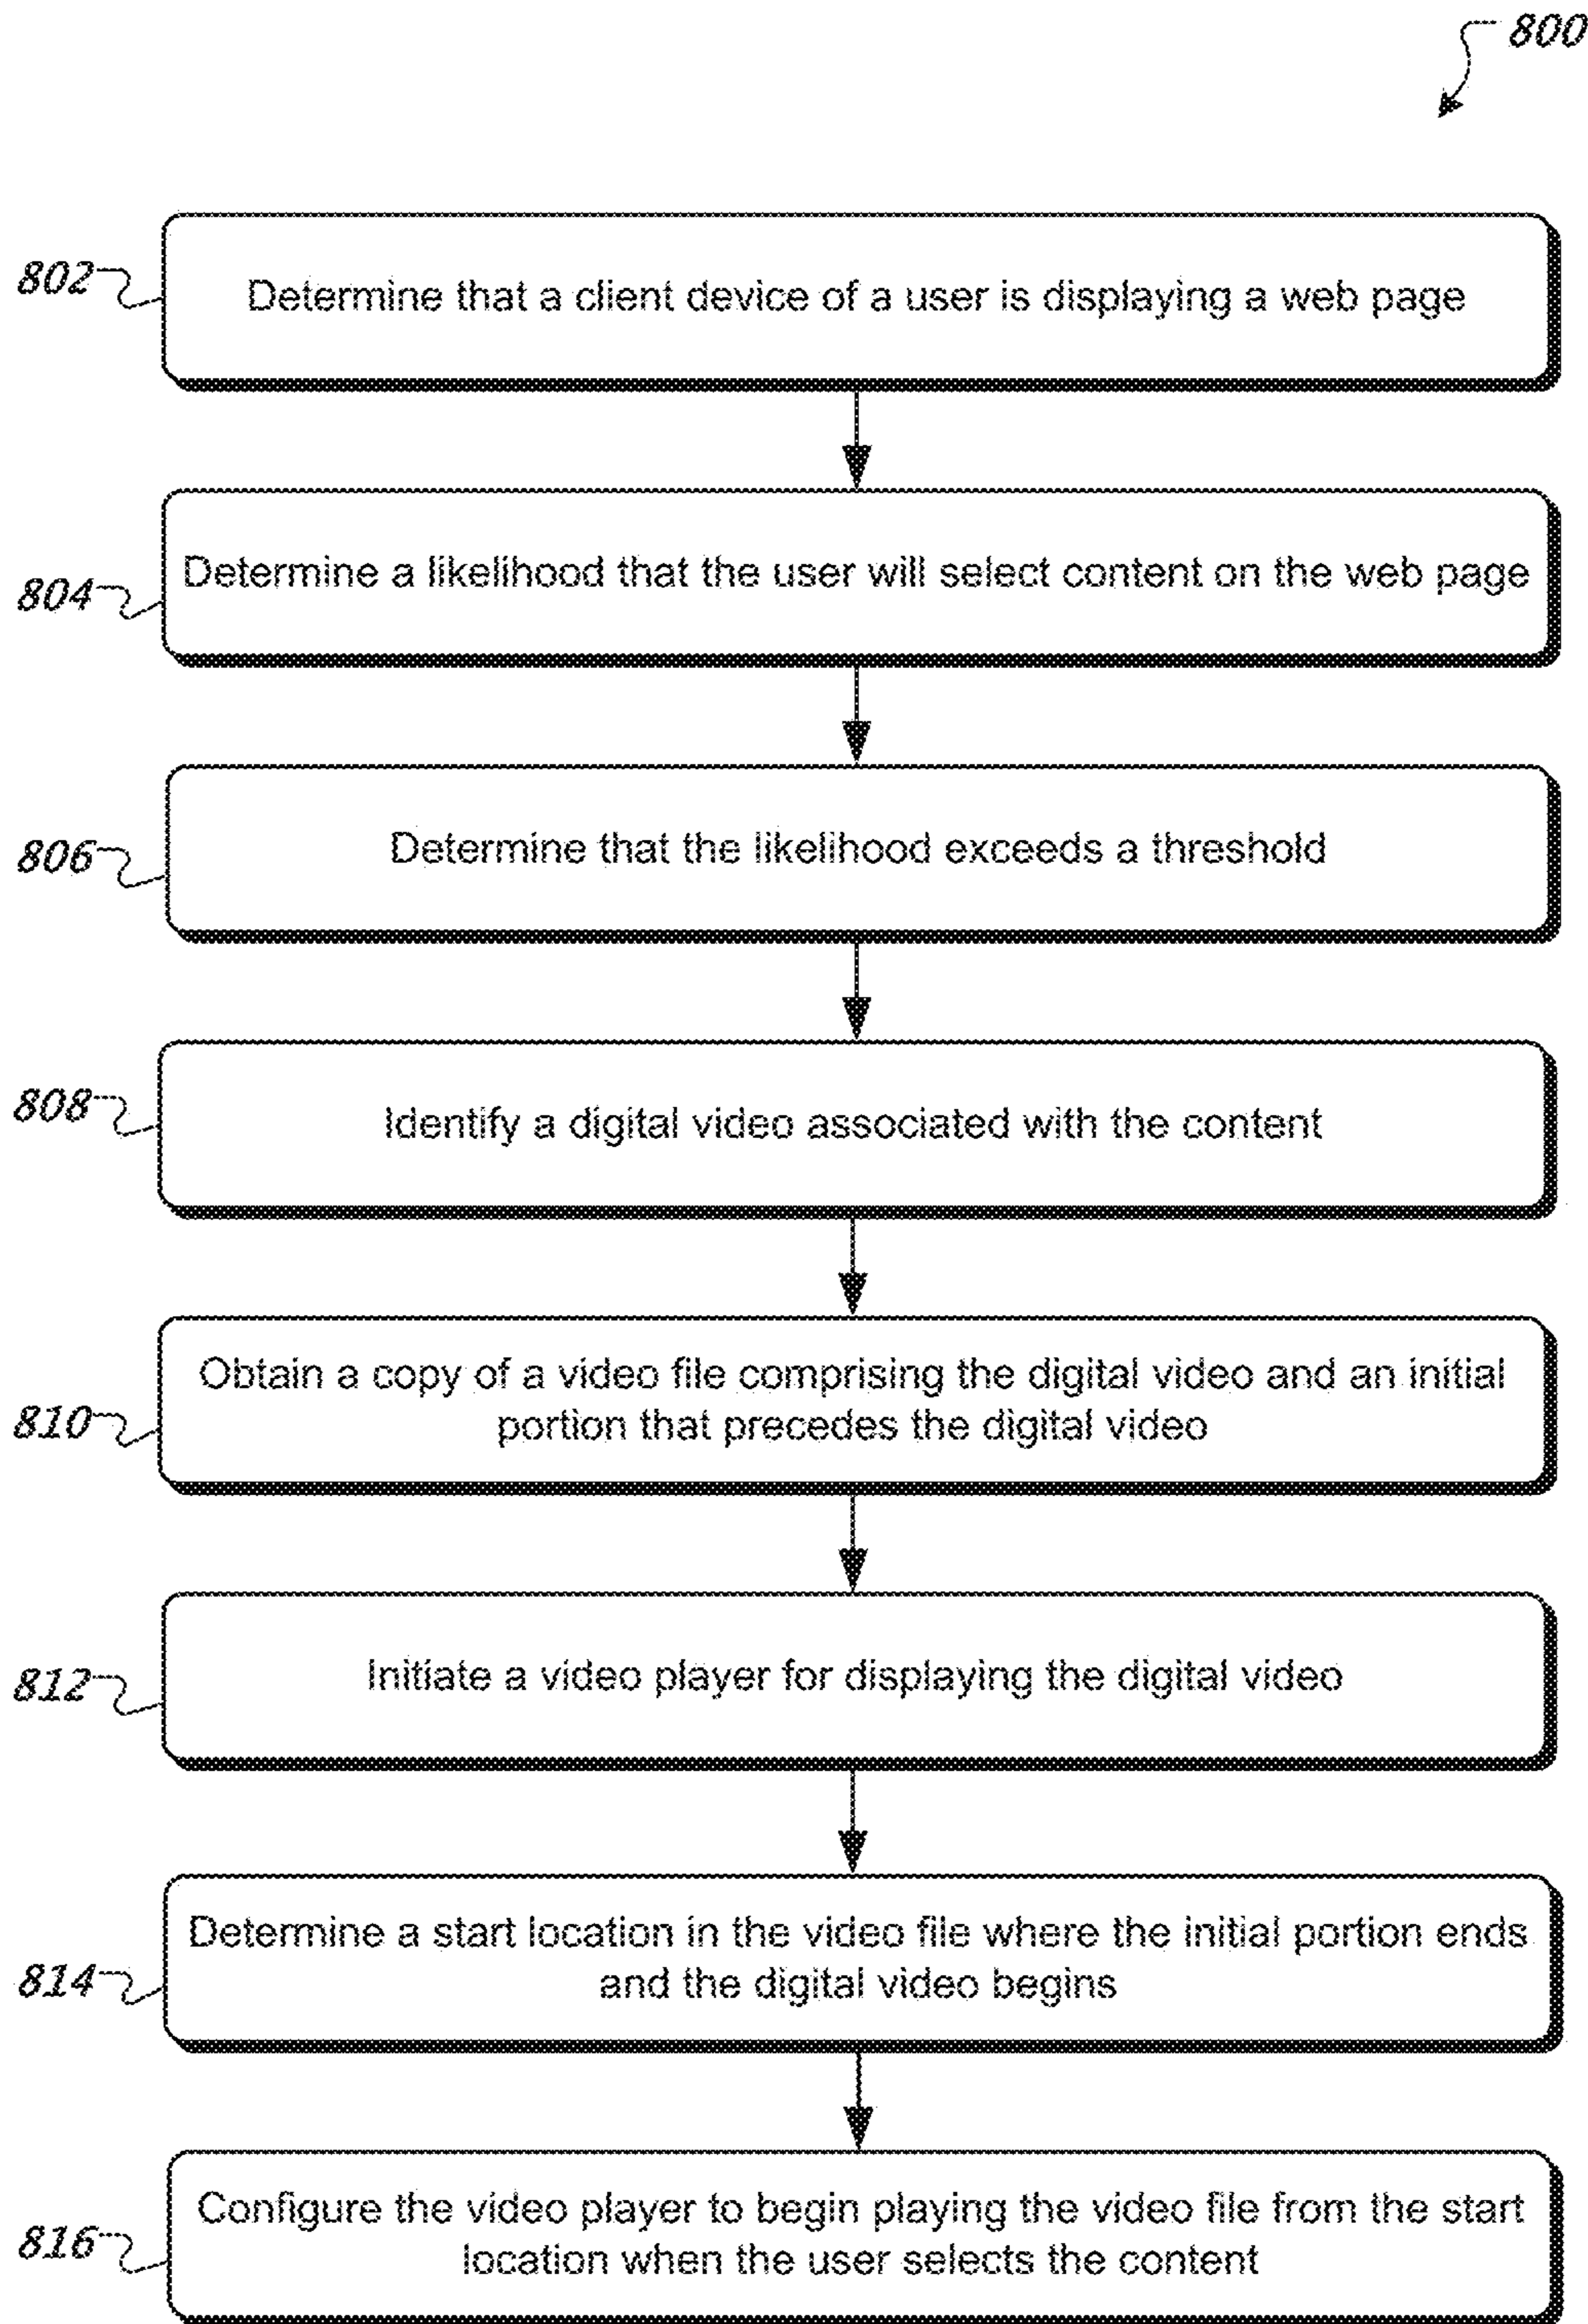 800
802
Determine that a client device of a user is displaying a web page
804
Determine a likelihood that the user will select content on the web page
806
Determine that the likelihood exceeds a threshold
808
Identify a digital video associated with the content
810
Obtain a copy of a video file comprising the digital video and an initial
portion that precedes the digital video
812
Initiate a video player for displaying the digital video
814
Determine a start location in the video file where the initial portion ends
and the digital video begins
816
Configure the video player to begin playing the video file from the start
location when the user selects the content